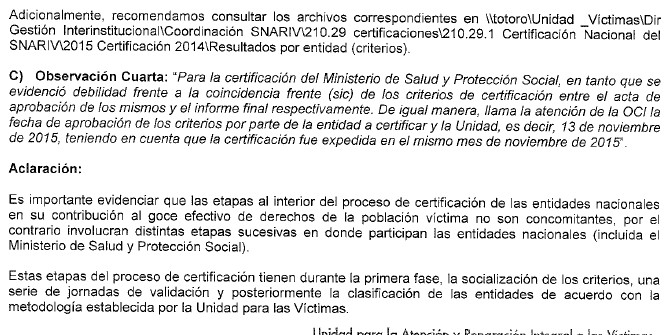 Adicionalmente, recomendamos consultar los archivos correspondientes en \\totoro\Unidad _Víctimas\Dir
Gestión Interinstitucional\Coordinación SNARIV\210.29 certificaciones\210.29.1 Certificación Nacional del
SNARIV\2015 Certificación 2014\Resultados por entidad (criterios).
C) Observación Cuarta: "Para la certificación del Ministerio de Salud y Protección Social, en tanto que se
evidenció debilidad frente a la coincidencia frente (sic) de los criterios de certificación entre el acta de
aprobación de los mismos y el informe final respectivamente. De igual manera, llama la atención de la OCI la
fecha de aprobación de los criterios por parte de la entidad a certificar y la Unidad, es decir, 13 de noviembre
de 2015, teniendo en cuenta que la certificación fue expedida en el mismo mes de noviembre de 2015".
Aclaración:
Es importante evidenciar que las etapas al interior del proceso de certificación de las entidades nacionales
en su contribución al goce efectivo de derechos de la población víctima no son concomitantes, por el
contrario involucran distintas etapas sucesivas en donde participan las entidades nacionales (incluida el
Ministerio de Salud y Protección Social).
Estas etapas del proceso de certificación tienen durante la primera fase, la socialización de los criterios, una
serie de jornadas de validación y posteriormente la clasificación de las entidades de acuerdo con la
metodología establecida por la Unidad para las Víctimas.
Unidad para la Atención y Reparación Integral a las Víctimas